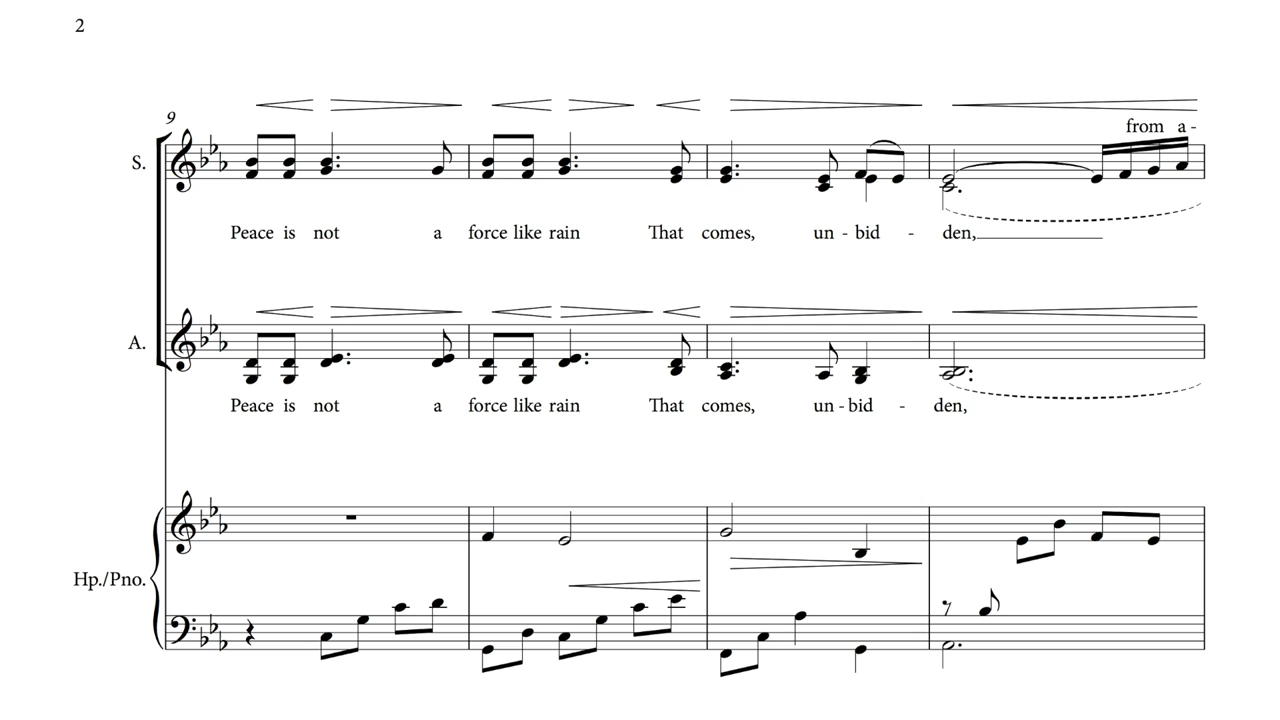 2
9
from a -
S.
Peace is not a force like rain That comes, un - bid - den,
A.
Peace is not a force like rain That comes, un - bid - den,
Hp./Pno.